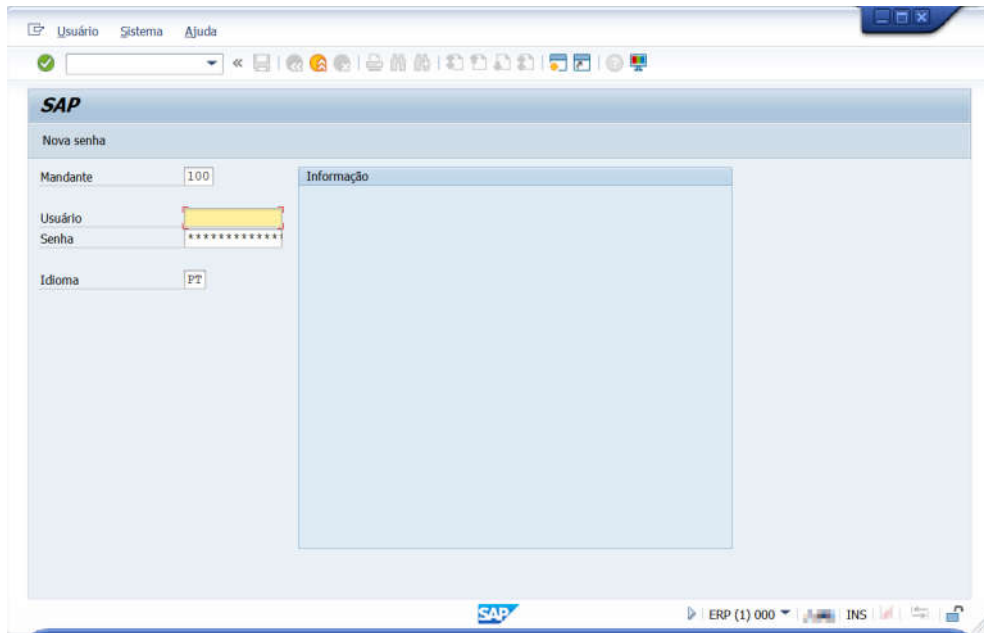 Usuário Sistema Ajuda
SAP
Nova senha
Mandante 100 Informação
Usuário
Senha ************
Idioma PT
SAP ERP (1) 000 INS